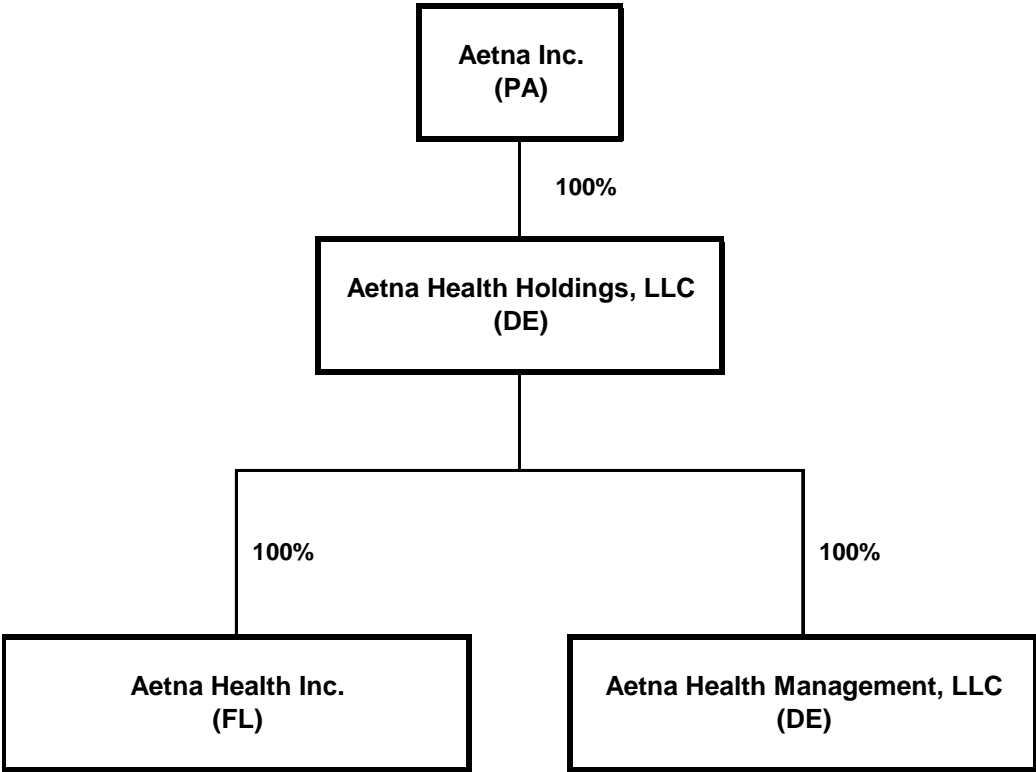 Aetna Inc.
(PA)
100%
Aetna Health Holdings, LLC
(DE)
100%
100%
Aetna Health Inc.
(FL)
Aetna Health Management, LLC
(DE)